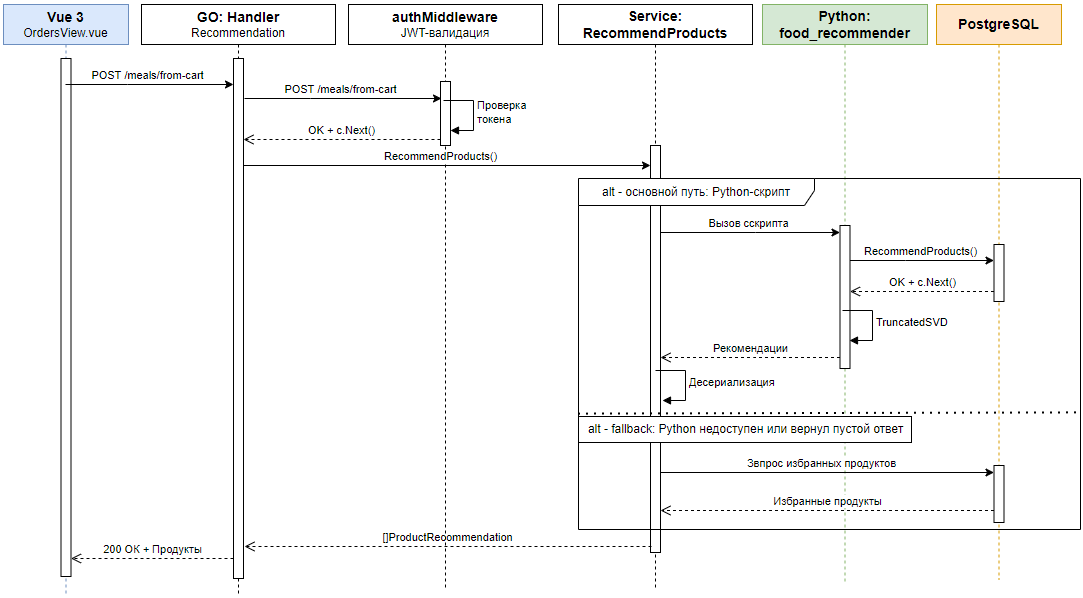 Vue 3
OrdersView.vue
GO: Handler
Recommendation
authMiddleware
JWT-валидация
Service:
RecommendProducts
Python:
food_recommender
PostgreSQL
POST /meals/from-cart
POST /meals/from-cart
Проверка
токена
OK + c.Next()
RecommendProducts()
alt - основной путь: Python-скрипт
Вызов сскрипта
RecommendProducts()
OK + c.Next()
TruncatedSVD
Рекомендации
Десериализация
alt - fallback: Python недоступен или вернул пустой ответ
Звпрос избранных продуктов
Избранные продукты
[]ProductRecommendation
200 OK + Продукты